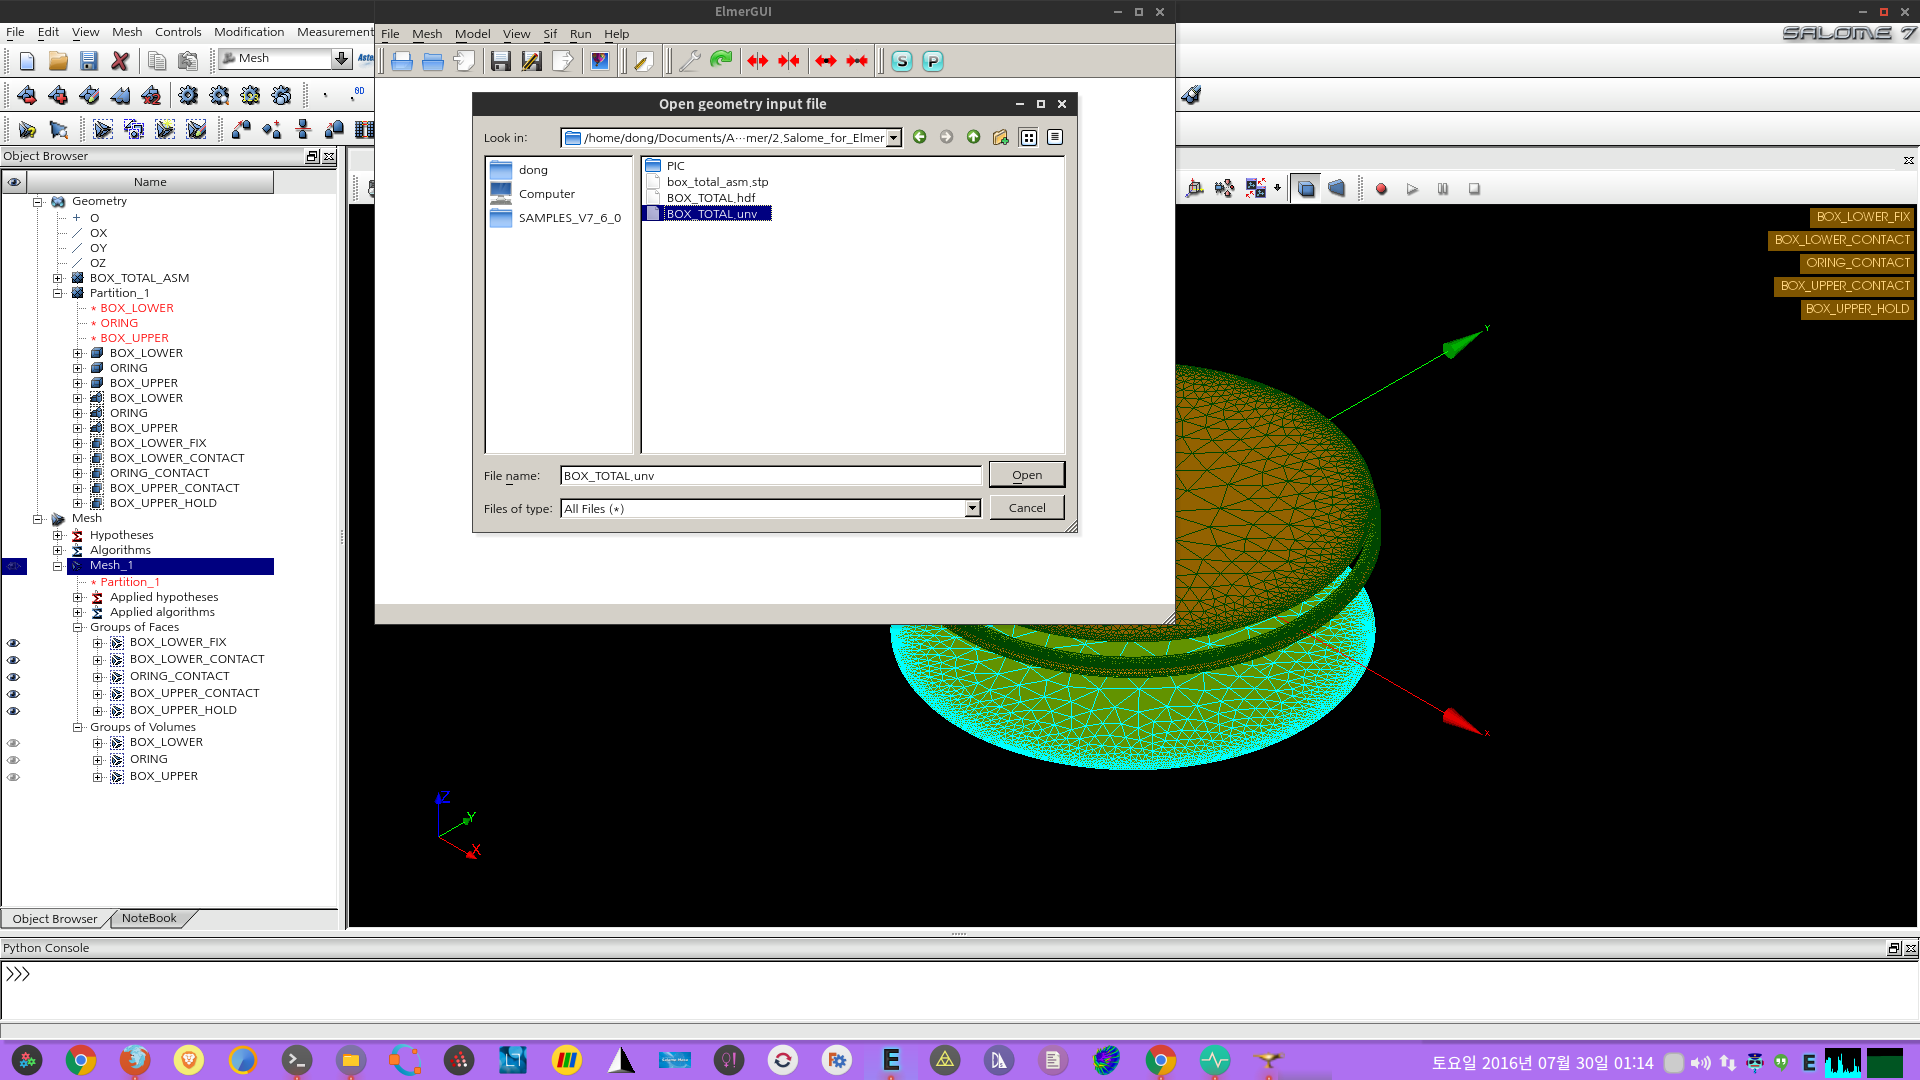 ElmerGUI
File Edit View Mesh Controls Modification Measurements
File Mesh Model View Sif Run Help
SALOME 7
Mesh
0D
S P
Open geometry input file
Look in: /home/dong/Documents/A···mer/2.Salome_for_Elmer
dong
Computer
SAMPLES_V7_6_0
PIC
box_total_asm.stp
BOX_TOTAL.hdf
BOX_TOTAL.unv
File name: BOX_TOTAL.unv
Open
Files of type: All Files (*)
Cancel
Object Browser
Name
Geometry
O
OX
OY
OZ
BOX_TOTAL_ASM
Partition_1
* BOX_LOWER
* ORING
* BOX_UPPER
BOX_LOWER
ORING
BOX_UPPER
BOX_LOWER
ORING
BOX_UPPER
BOX_LOWER_FIX
BOX_LOWER_CONTACT
ORING_CONTACT
BOX_UPPER_CONTACT
BOX_UPPER_HOLD
Mesh
Hypotheses
Algorithms
Mesh_1
* Partition_1
Applied hypotheses
Applied algorithms
Groups of Faces
BOX_LOWER_FIX
BOX_LOWER_CONTACT
ORING_CONTACT
BOX_UPPER_CONTACT
BOX_UPPER_HOLD
Groups of Volumes
BOX_LOWER
ORING
BOX_UPPER
BOX_LOWER_FIX
BOX_LOWER_CONTACT
ORING_CONTACT
BOX_UPPER_CONTACT
BOX_UPPER_HOLD
Y
X
Z
Y
X
Object Browser NoteBook
Python Console
>>>
토요일 2016년 07월 30일 01:14